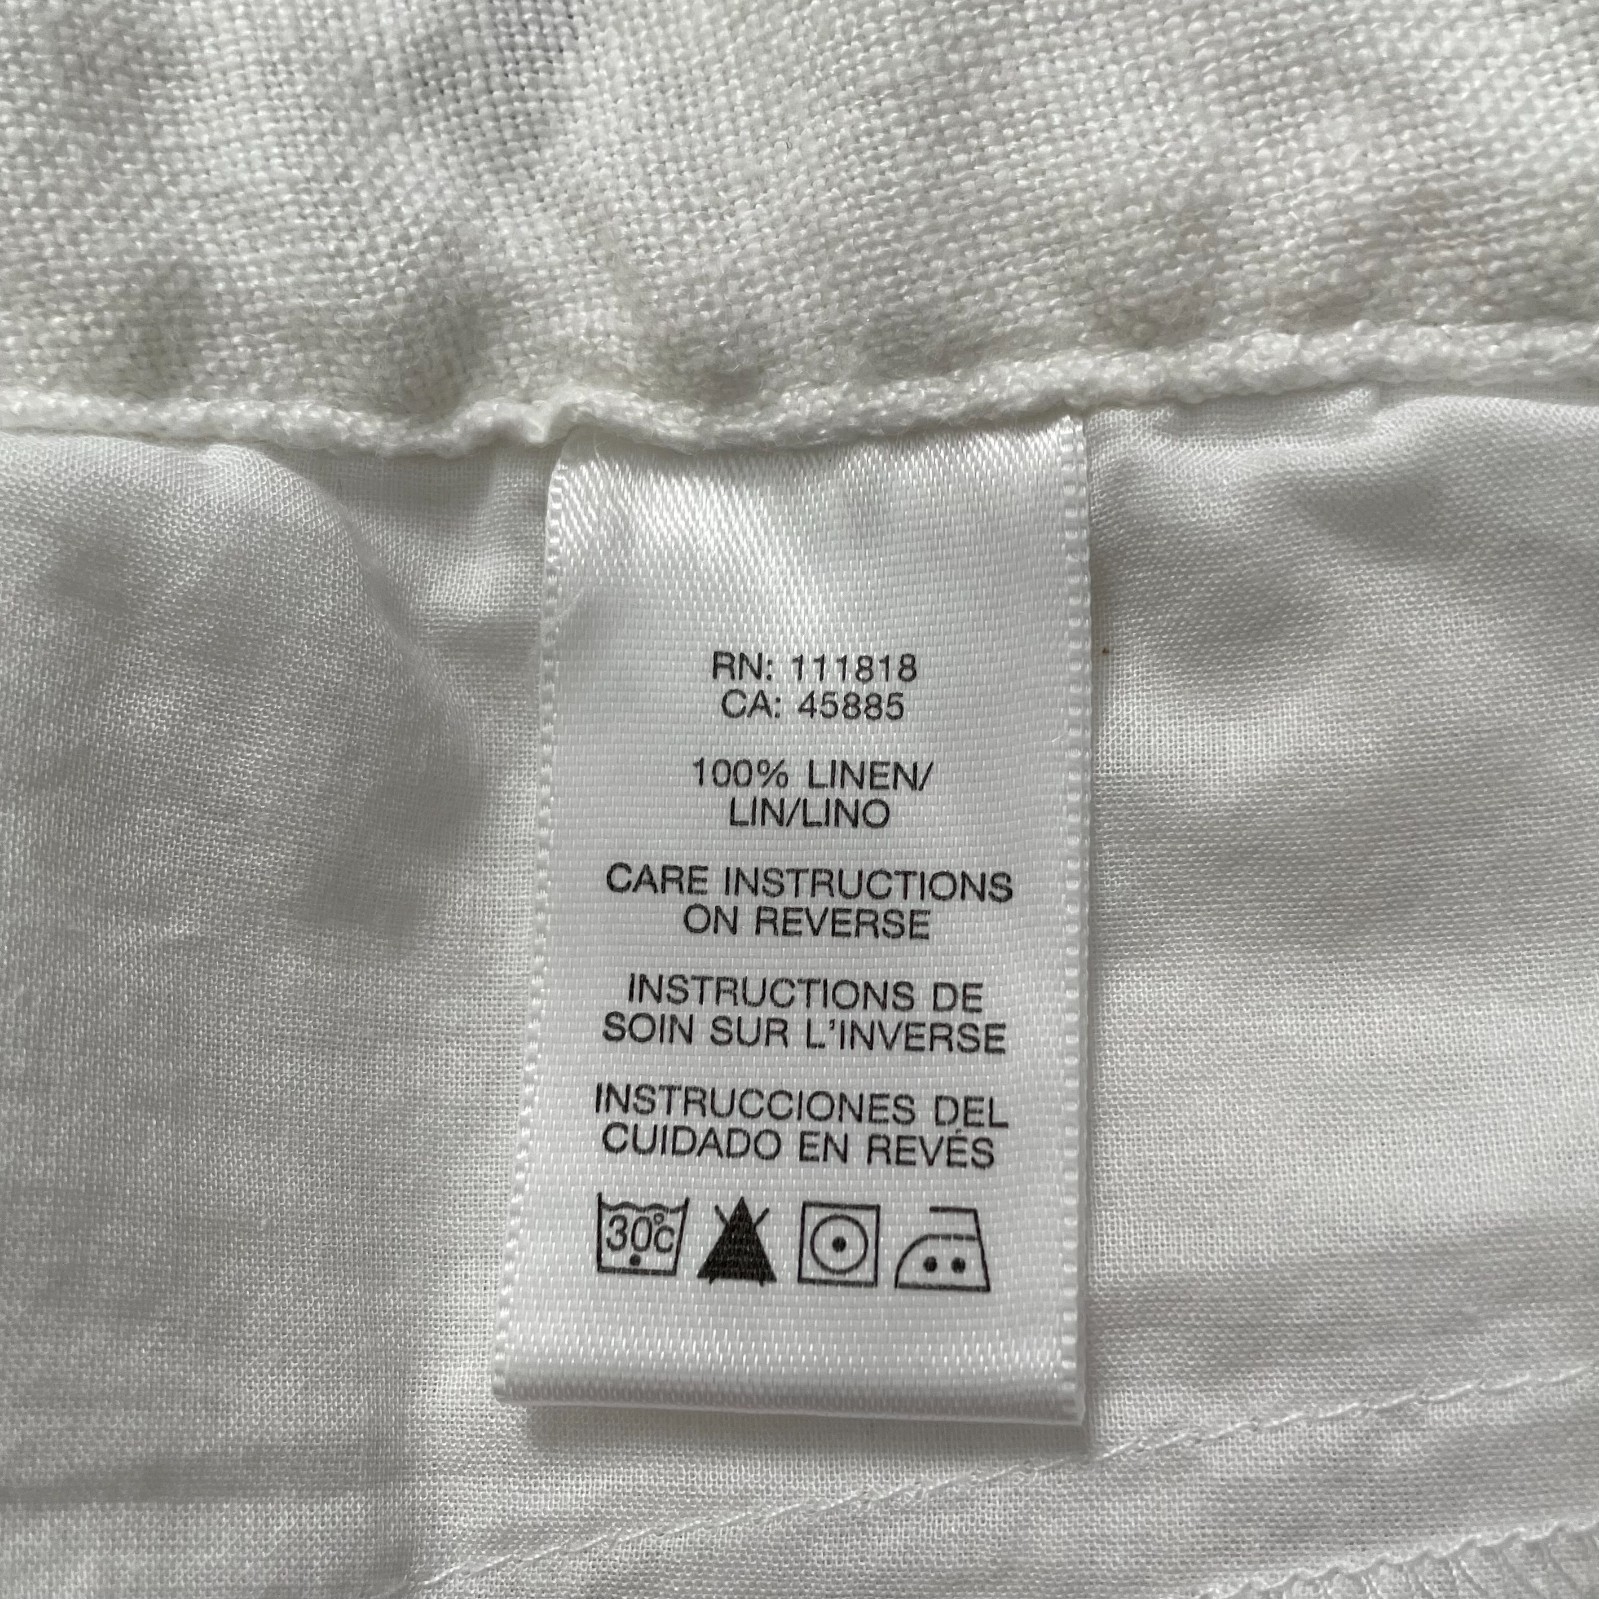 RN: 111818
CA: 45885
100% LINEN/
LIN/LINO
CARE INSTRUCTIONS
ON REVERSE
INSTRUCTIONS DE
SOIN SUR L'INVERSE
INSTRUCCIONES DEL
CUIDADO EN REVÉS
30°c